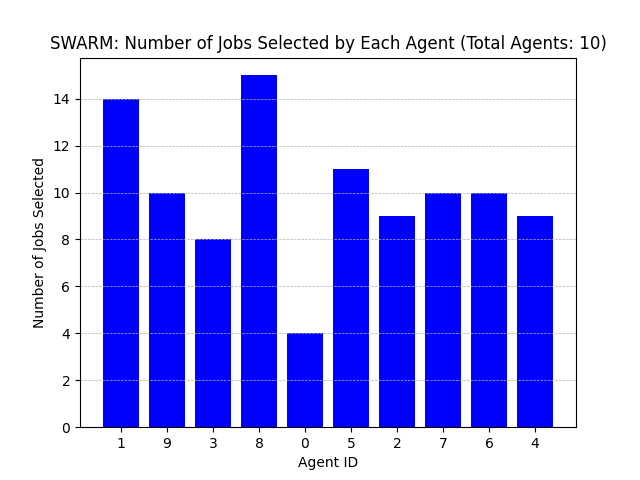 SWARM: Number of Jobs Selected by Each Agent (Total Agents: 10)
Number of Jobs Selected
14
12
10
8
6
4
2
0
1 9 3 8 0 5 2 7 6 4
Agent ID